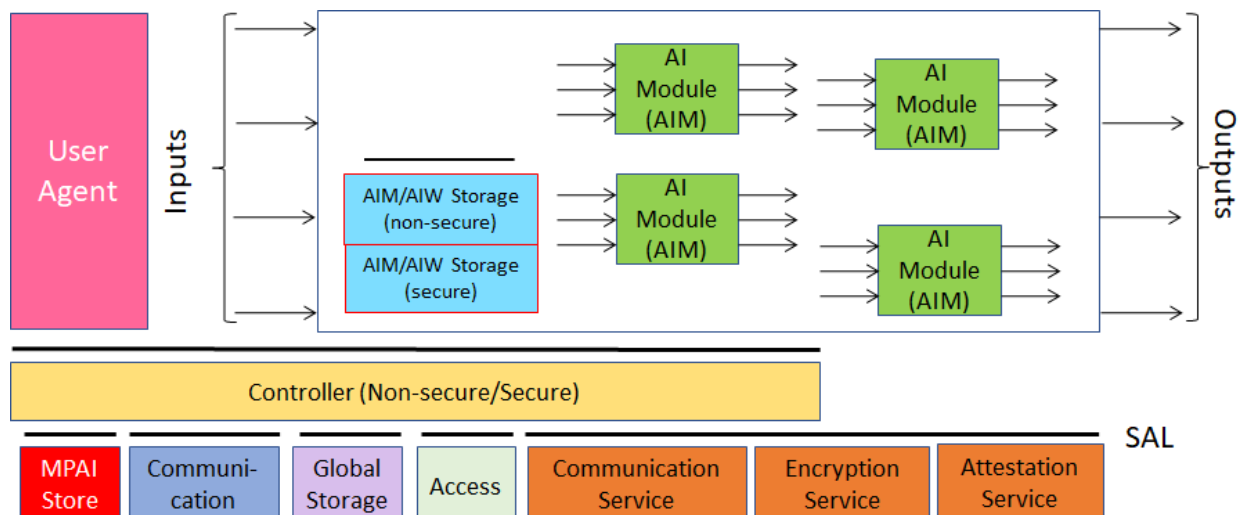 User
Agent
Inputs
AIM/AIW Storage
(non-secure)
AIM/AIW Storage
(secure)
AI
Module
(AIM)
AI
Module
(AIM)
AI
Module
(AIM)
AI
Module
(AIM)
Outputs
Controller (Non-secure/Secure)
SAL
MPAI
Store
Communi-
cation
Global
Storage
Access
Communication
Service
Encryption
Service
Attestation
Service